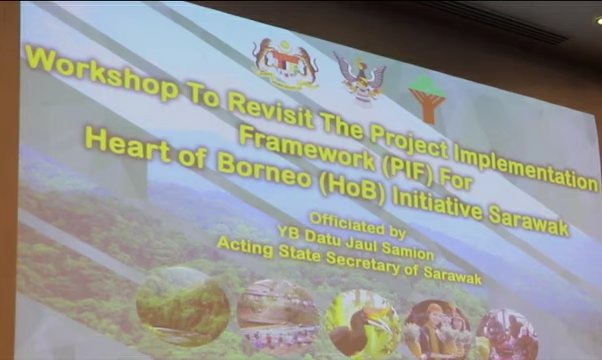 Workshop To Revisit The Project Implementation
Framework (PIF) For
Heart of Borneo (HoB) Initiative Sarawak
Officiated by
YB Datu Jaul Samion
Acting State Secretary of Sarawak